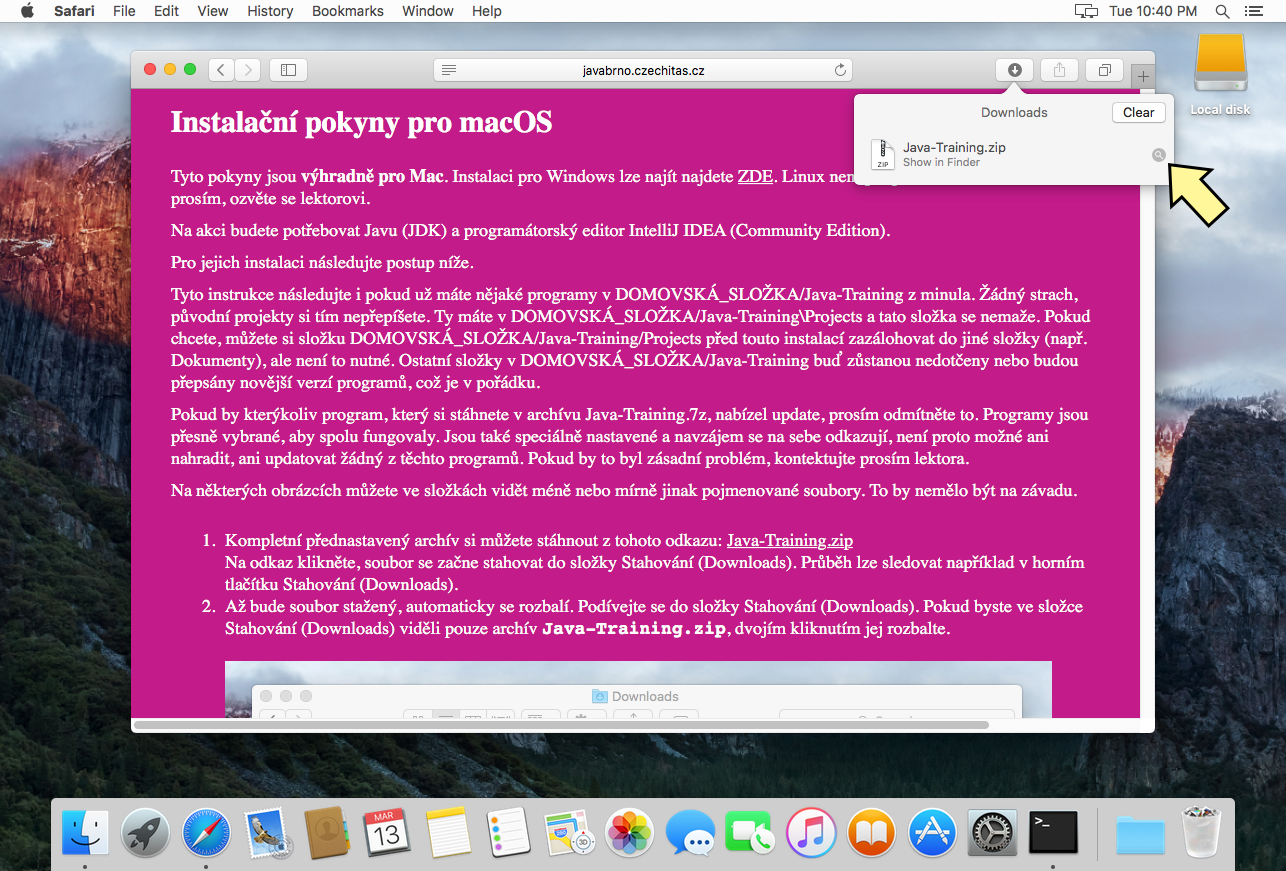 Safari File Edit View History Bookmarks Window Help Tue 10:40 PM
javabrno.czechitas.cz
Local disk
Downloads Clear
Java-Training.zip
Show in Finder
ZIP
Instalační pokyny pro macOS
Tyto pokyny jsou výhradně pro Mac. Instalaci pro Windows lze najít najdete ZDE. Linux
prosím, ozvěte se lektorovi.
Na akci budete potřebovat Javu (JDK) a programátorský editor IntelliJ IDEA (Community Edition).
Pro jejich instalaci následujte postup níže.
Tyto instrukce následujte i pokud už máte nějaké programy v DOMOVSKÁ_SLOŽKA/Java-Training z minula. Žádný strach,
původní projekty si tím nepřepíšete. Ty máte v DOMOVSKÁ_SLOŽKA/Java-Training\Projects a tato složka se nemaže. Pokud
chcete, můžete si složku DOMOVSKÁ_SLOŽKA/Java-Training/Projects před touto instalací zazálohovat do jiné složky (např.
Dokumenty), ale není to nutné. Ostatní složky v DOMOVSKÁ_SLOŽKA/Java-Training buď zůstanou nedotčeny nebo budou
přepsány novější verzí programů, což je v pořádku.
Pokud by kterýkoliv program, který si stáhnete v archívu Java-Training.7z, nabízel update, prosím odmítněte to. Programy jsou
přesně vybrané, aby spolu fungovaly. Jsou také speciálně nastavené a navzájem se na sebe odkazují, není proto možné ani
nahradit, ani updatovat žádný z těchto programů. Pokud by to byl zásadní problém, kontektujte prosím lektora.
Na některých obrázcích můžete ve složkách vidět méně nebo mírně jinak pojmenované soubory. To by nemělo být na závadu.
1. Kompletní přednastavený archív si můžete stáhnout z tohoto odkazu: Java-Training.zip
Na odkaz klikněte, soubor se začne stahovat do složky Stahování (Downloads). Průběh lze sledovat například v horním
tlačítku Stahování (Downloads).
2. Až bude soubor stažený, automaticky se rozbalí. Podívejte se do složky Stahování (Downloads). Pokud byste ve složce
Stahování (Downloads) viděli pouze archív Java-Training.zip, dvojím kliknutím jej rozbalte.
Downloads
MAR
13
3D
>_